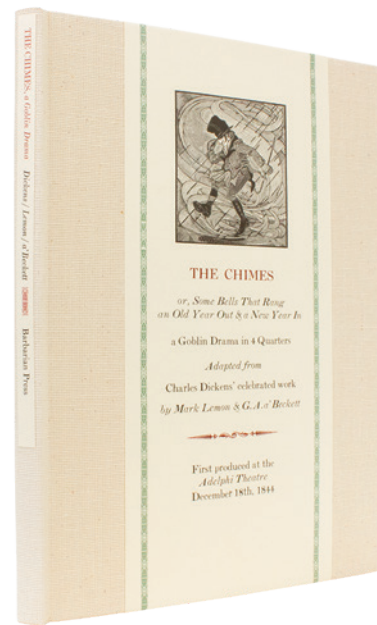 THE CHIMES, a Goblin Drama Dickens / Lemon / a'Beckett Barbarian Press
THE CHIMES
or, Some Bells That Rang
an Old Year Out & a New Year In
a Goblin Drama in 4 Quarters
Adapted from
Charles Dickens' celebrated work
by Mark Lemon & G.A. a'Beckett
First produced at the
Adelphi Theatre
December 18th, 1844